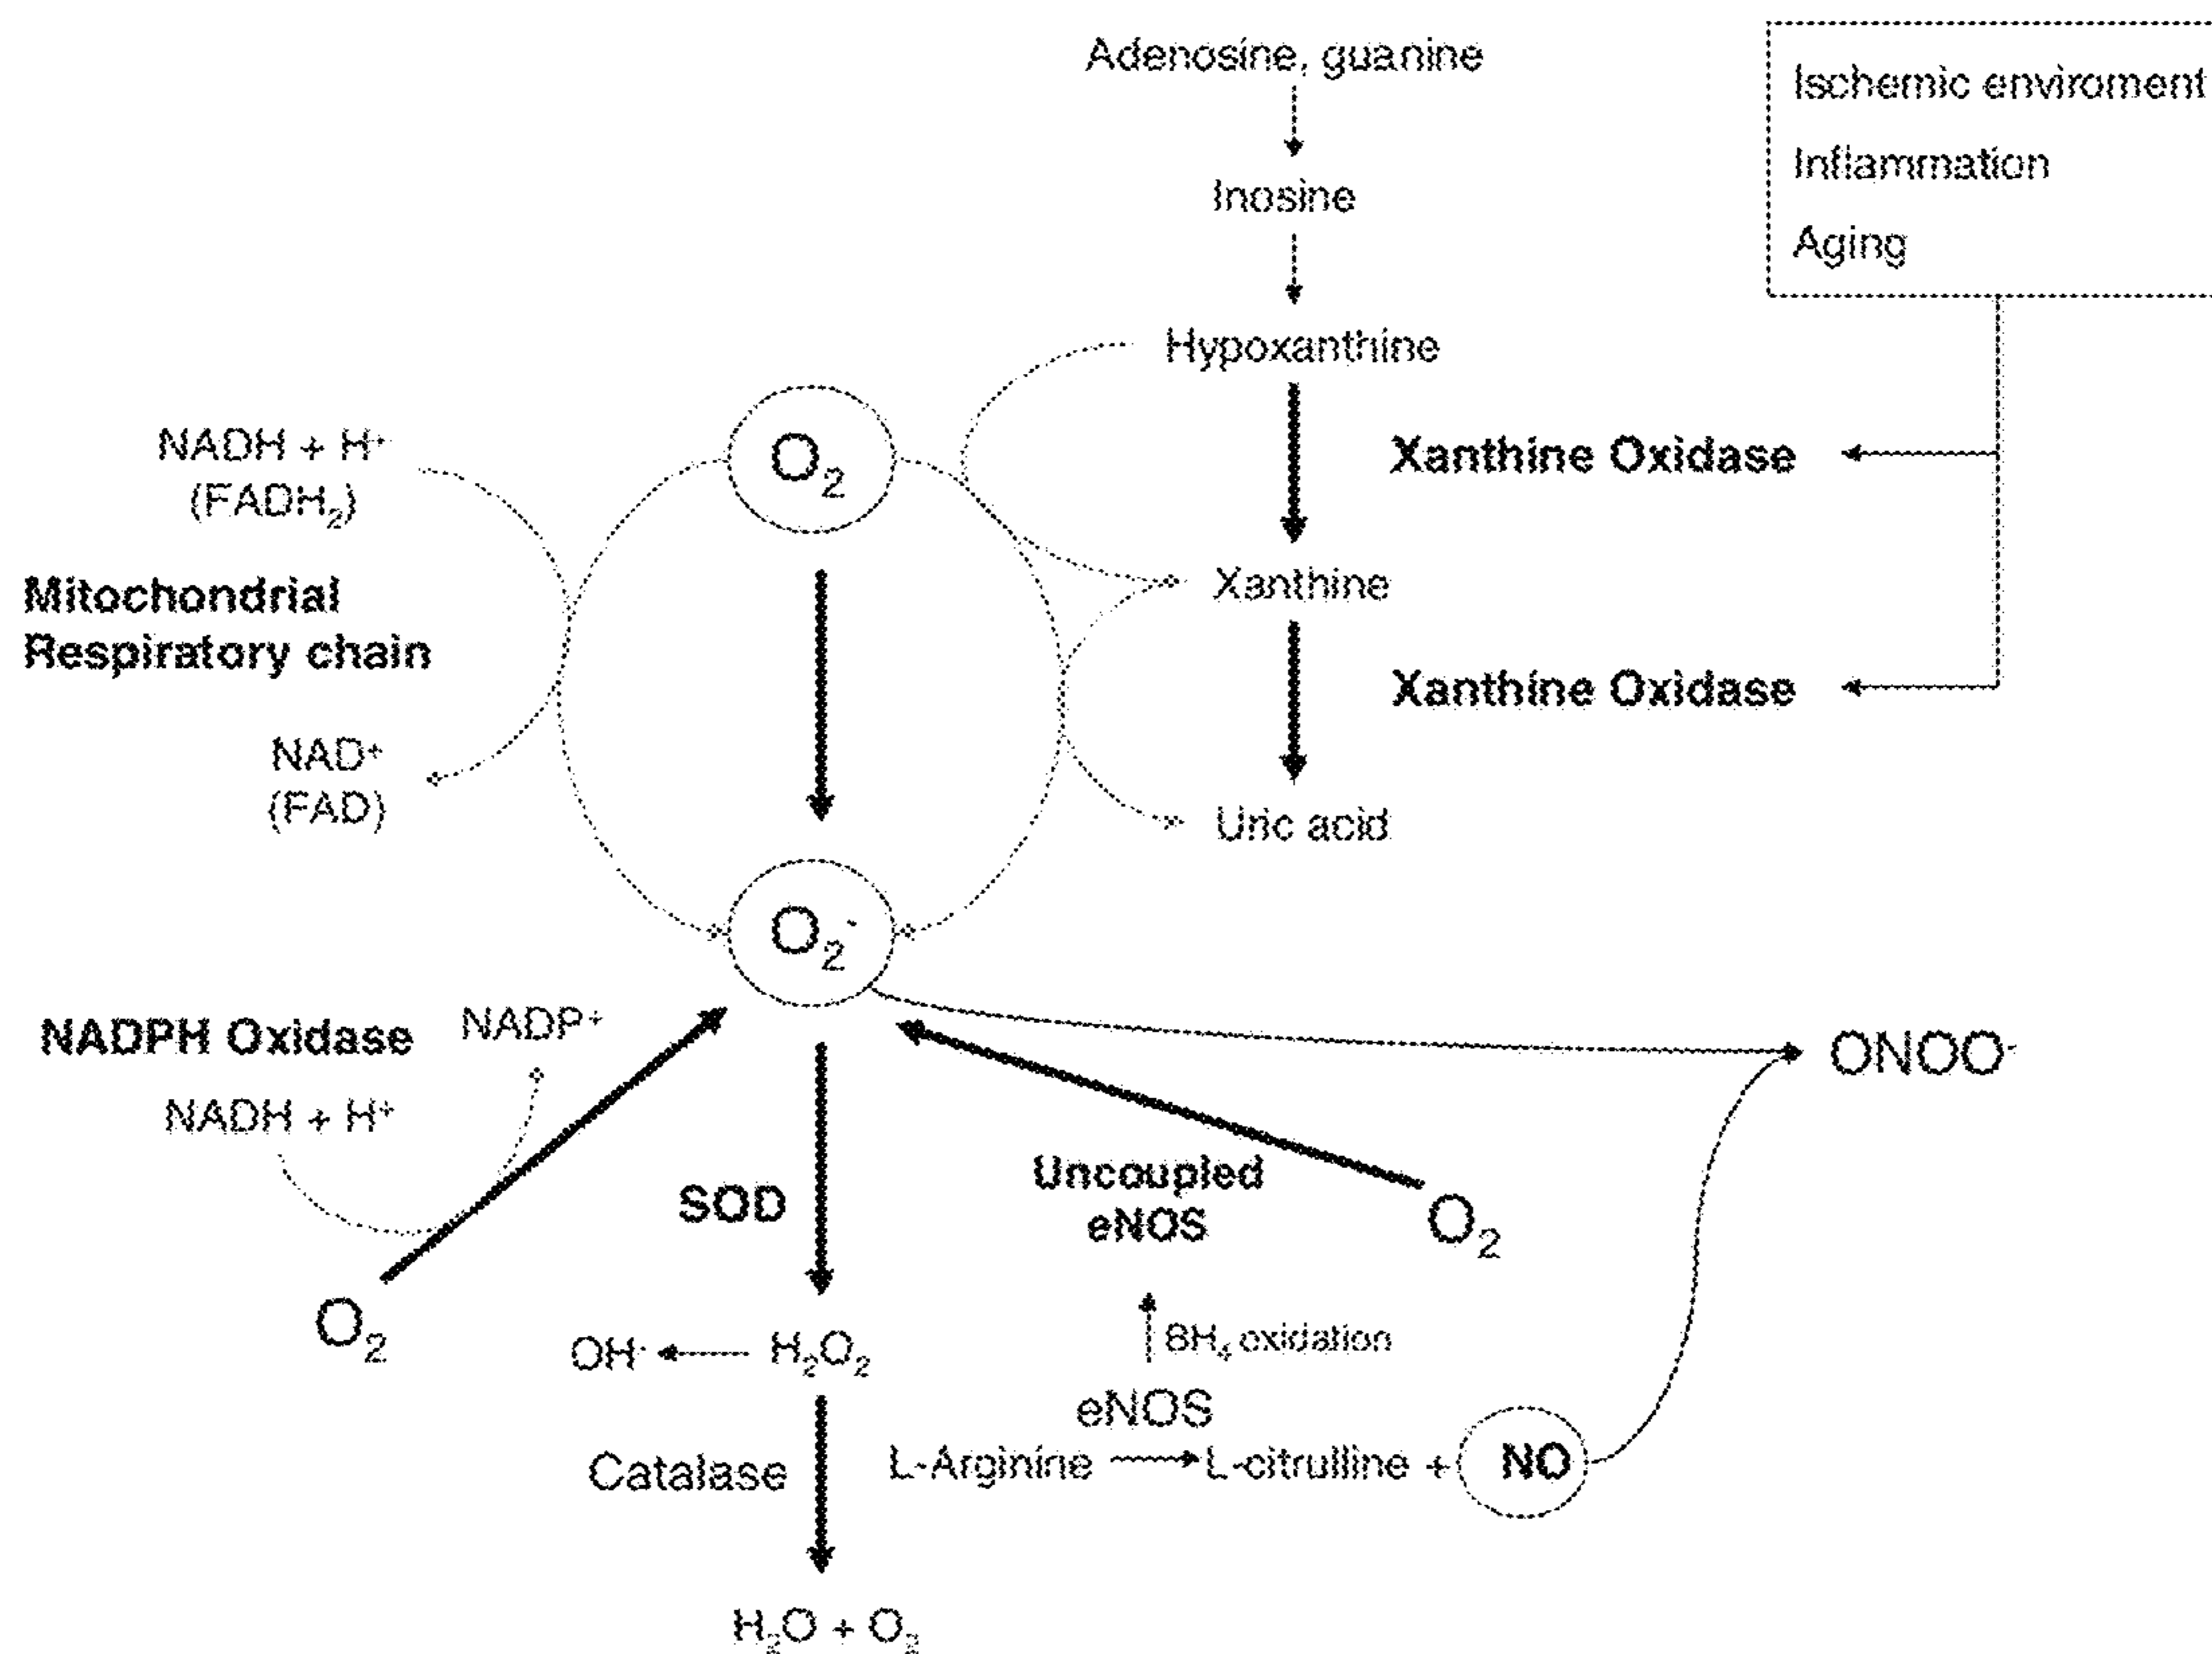 Adenosine, guanine
Ischemic enviroment
Inflammation
Aging
Inosine
Hypoxanthine
NADH + H⁺
(FADH₂)
O₂
Xanthine Oxidase
Mitochondrial
Respiratory chain
Xanthine
Xanthine Oxidase
NAD⁺
(FAD)
Uric acid
O₂⁻
NADPH Oxidase
NADP⁺
ONOO⁻
NADH + H⁺
SOD
Uncoupled
eNOS
O₂
O₂
OH·
H₂O₂
BH₄ oxidation
eNOS
Catalase
L-Arginine
L-citrulline + NO
H₂O + O₂